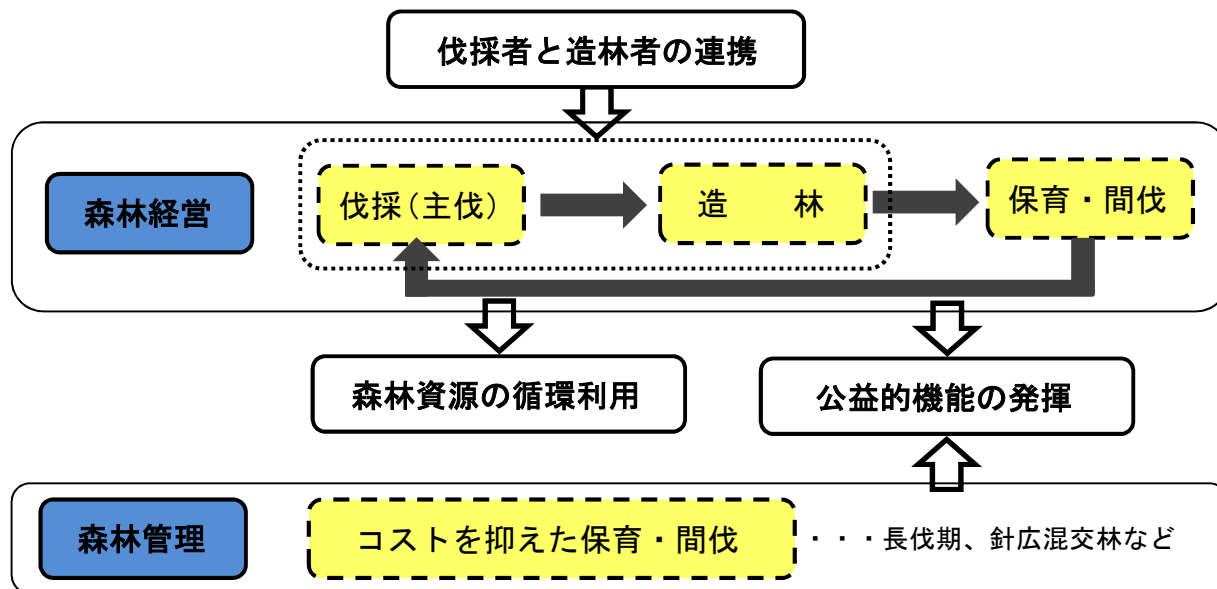 伐採者と造林者の連携
森林経営
伐採(主伐)
造　　林
保育・間伐
森林資源の循環利用
公益的機能の発揮
森林管理
コストを抑えた保育・間伐
・・・長伐期、針広混交林など